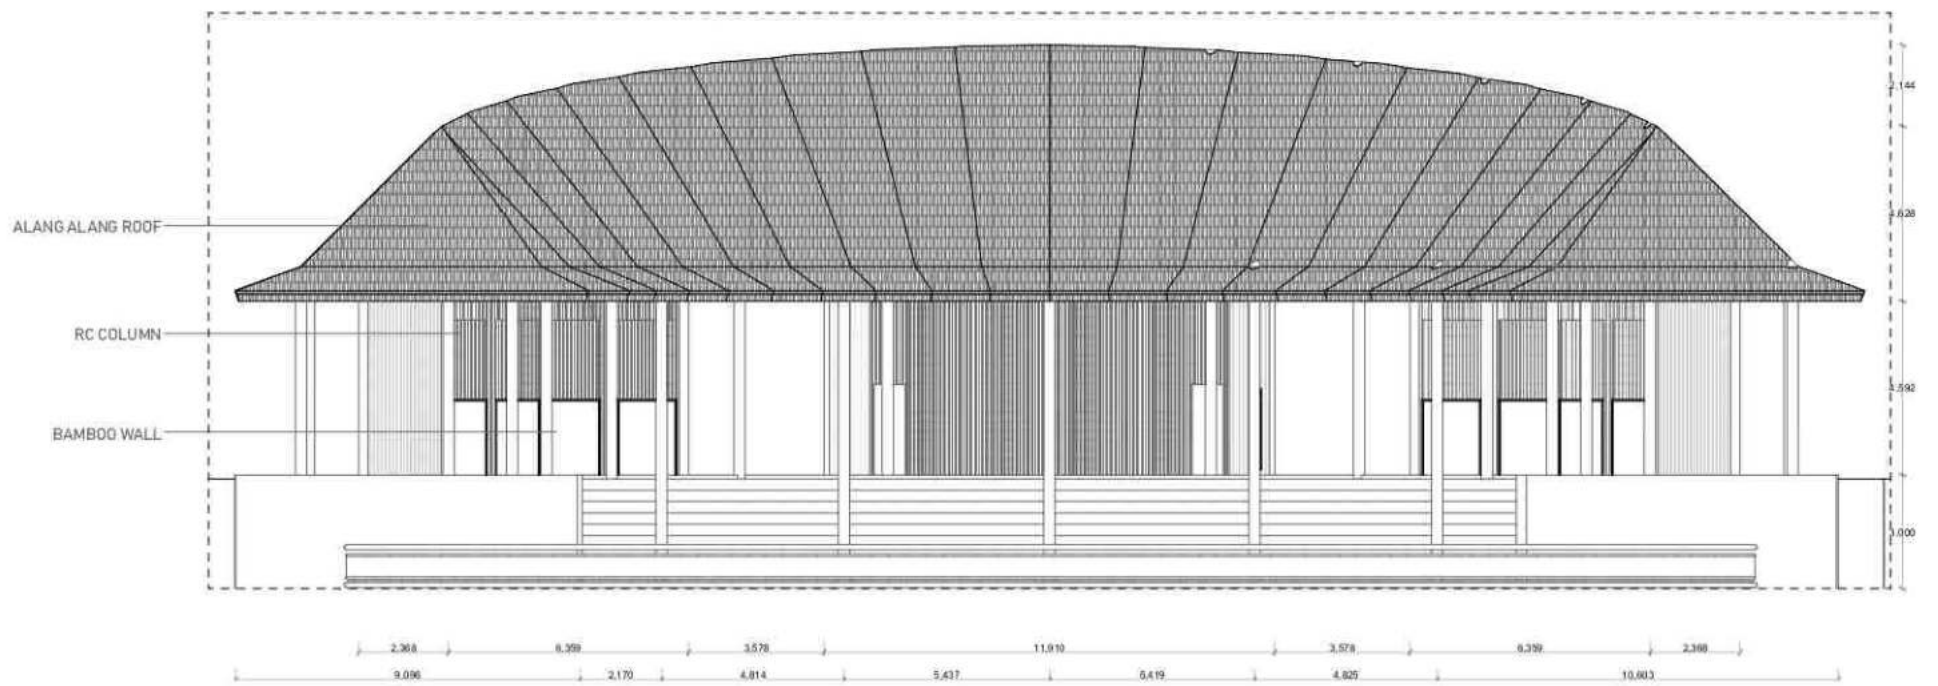 2,144
ALANG ALANG ROOF
4,628
RC COLUMN
4,592
BAMBOO WALL
3,000
2,368 6,359 3,578 11,910 3,578 6,359 2,368
9,096 2,170 4,814 5,437 5,419 4,825 10,603